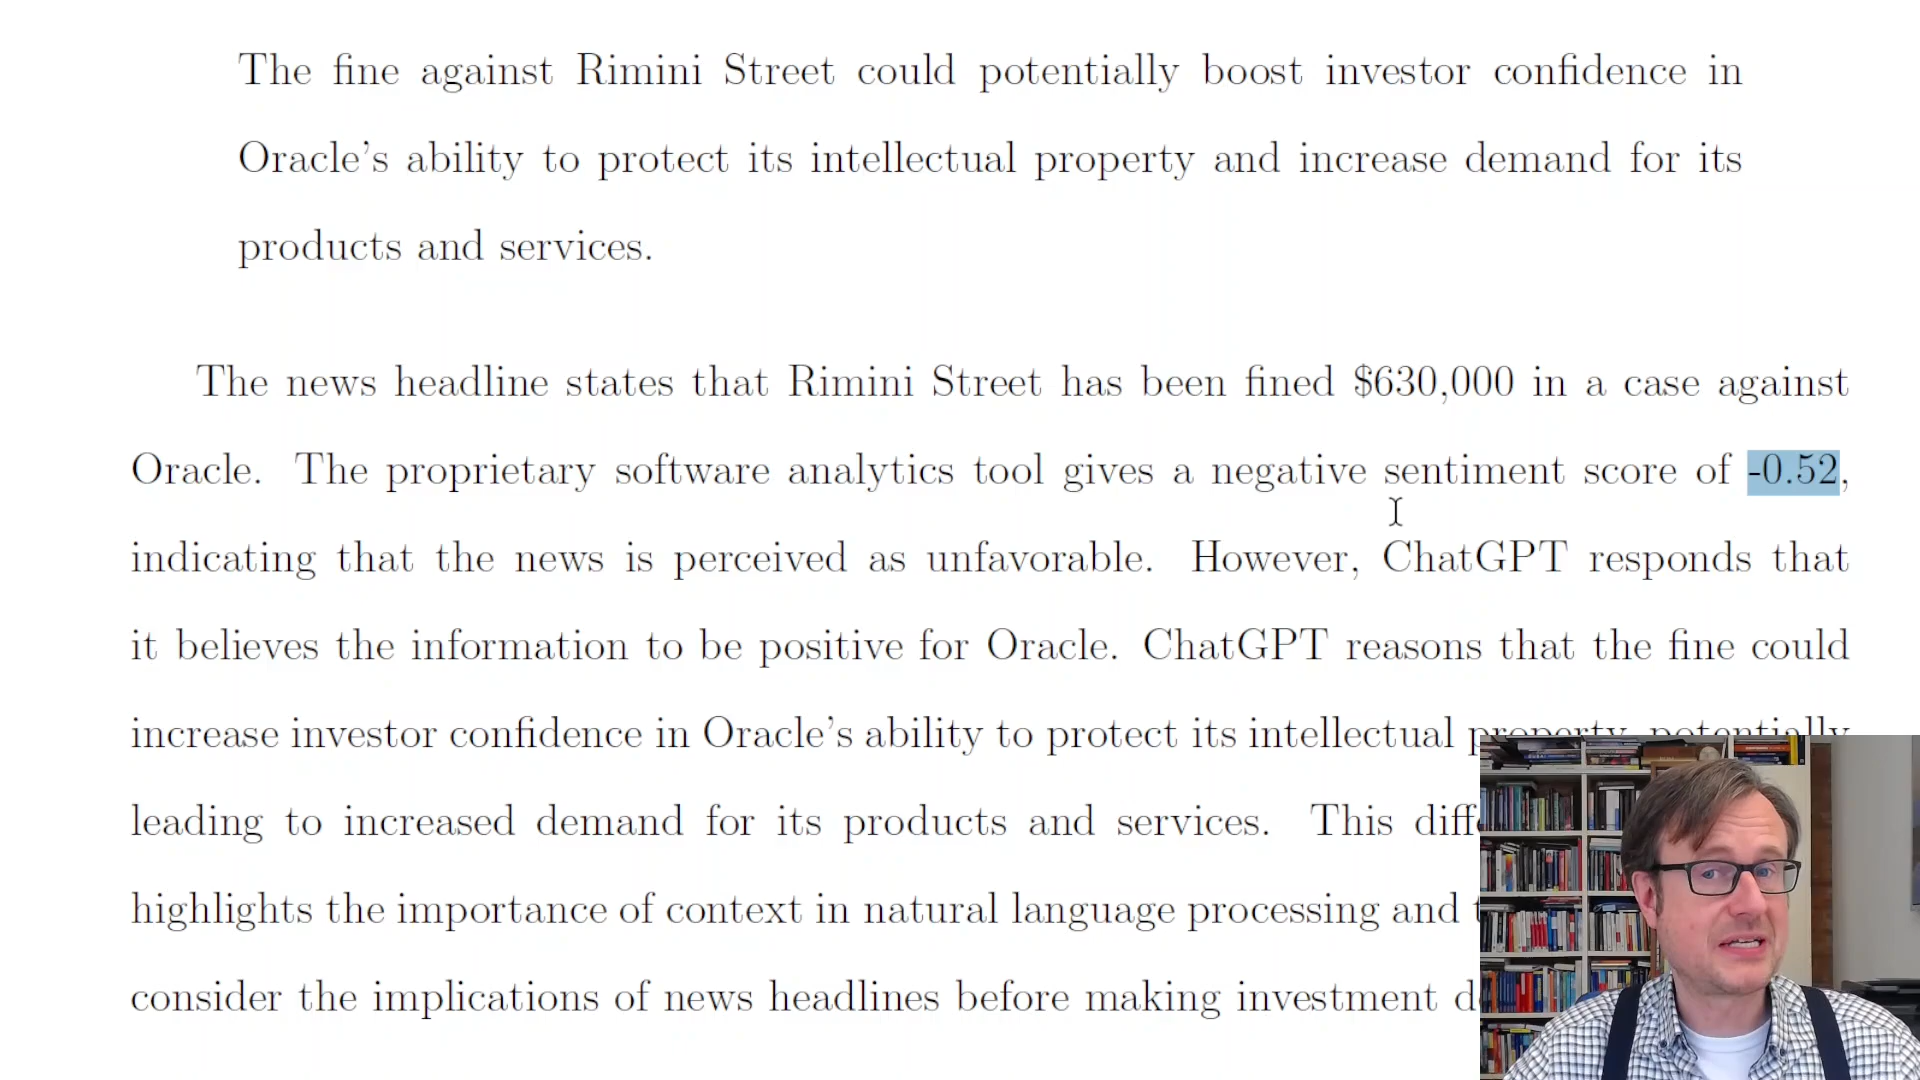 The fine against Rimini Street could potentially boost investor confidence in
Oracle’s ability to protect its intellectual property and increase demand for its
products and services.
The news headline states that Rimini Street has been fined $630,000 in a case against
Oracle. The proprietary software analytics tool gives a negative sentiment score of -0.52,
indicating that the news is perceived as unfavorable. However, ChatGPT responds that
it believes the information to be positive for Oracle. ChatGPT reasons that the fine could
increase investor confidence in Oracle’s ability to protect its intellectual property, potentially
leading to increased demand for its products and services. This
highlights the importance of context in natural language processing and
consider the implications of news headlines before making investment